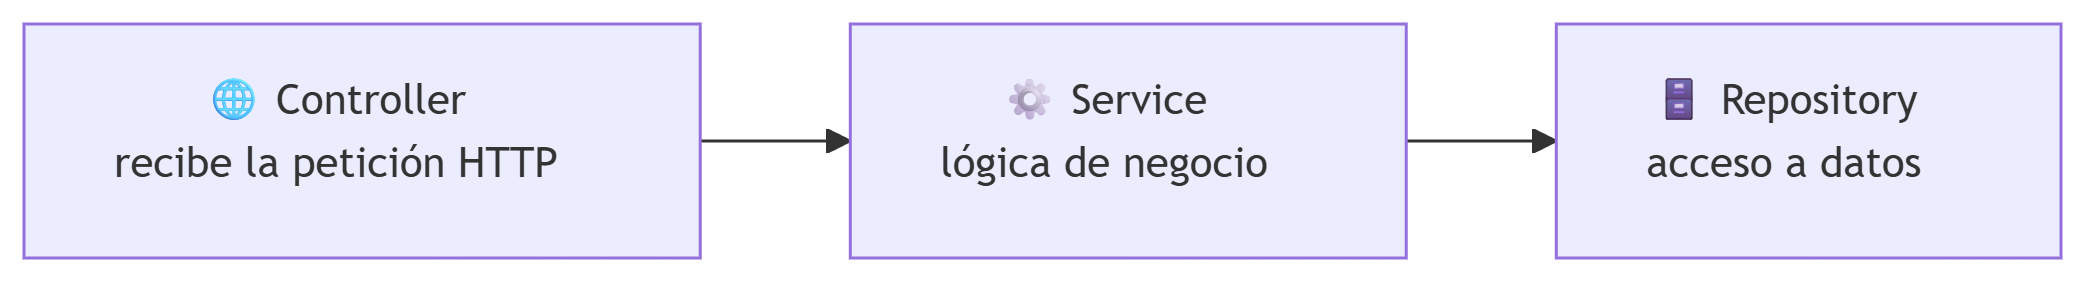 🌐 Controller
recibe la petición HTTP
⚙️ Service
lógica de negocio
🗄️ Repository
acceso a datos